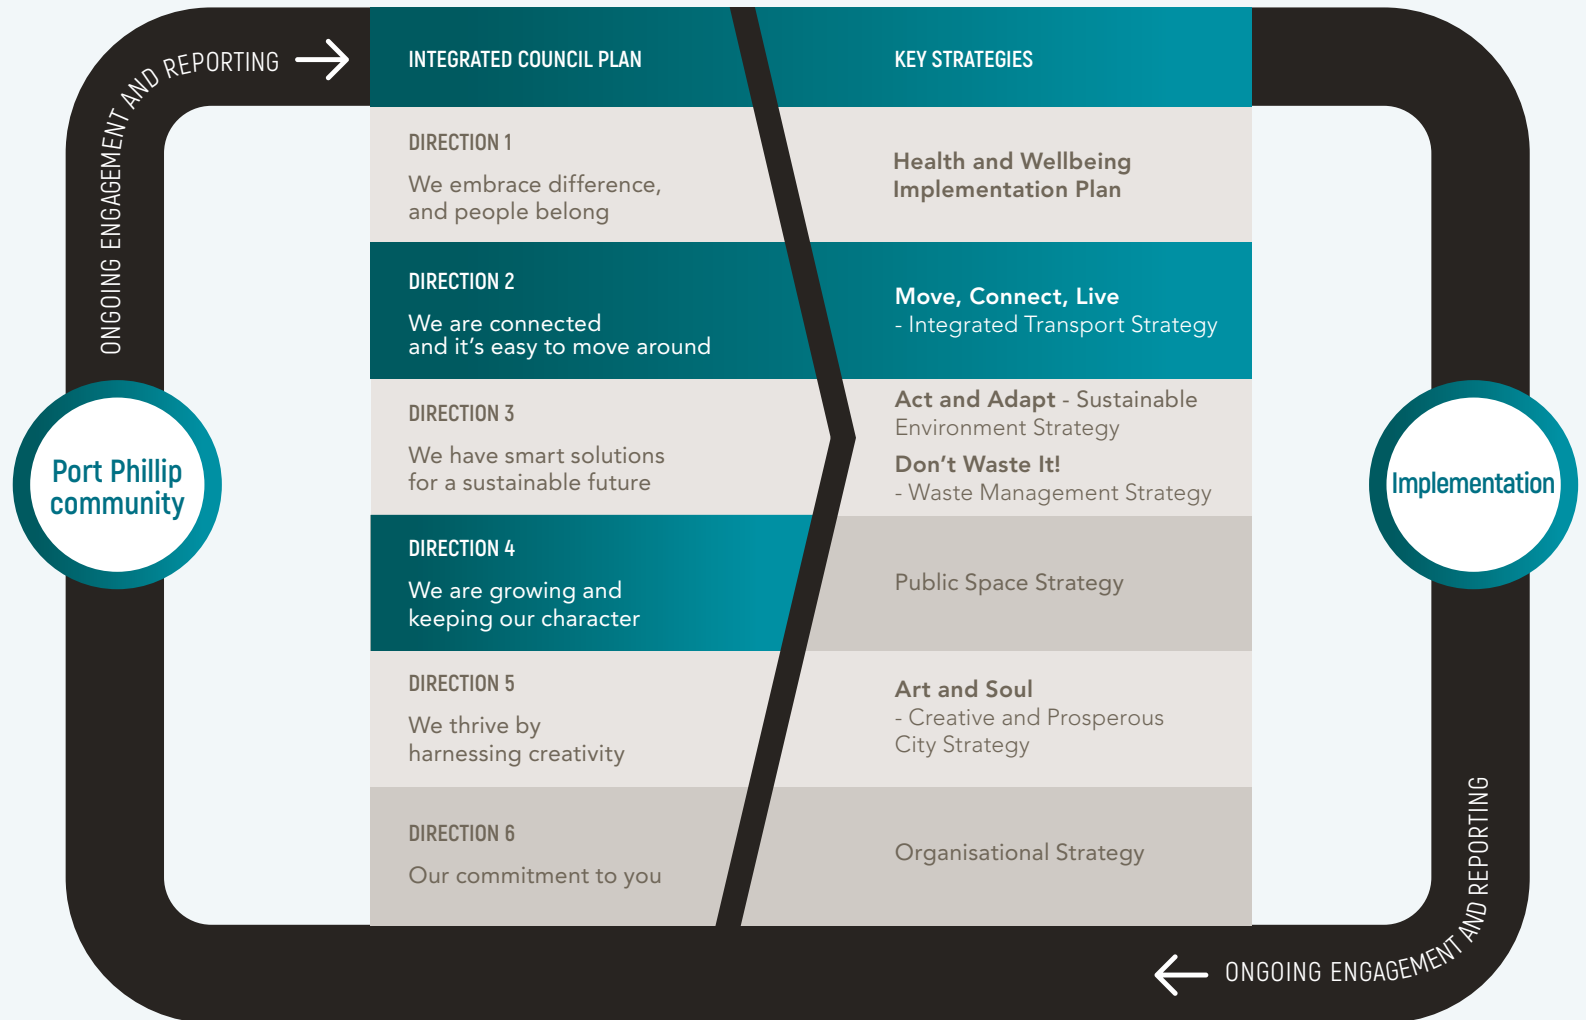 ONGOING ENGAGEMENT AND REPORTING
INTEGRATED COUNCIL PLAN
KEY STRATEGIES
DIRECTION 1
We embrace difference,
and people belong
Health and Wellbeing
Implementation Plan
DIRECTION 2
We are connected
and it's easy to move around
Move, Connect, Live
- Integrated Transport Strategy
DIRECTION 3
We have smart solutions
for a sustainable future
Act and Adapt - Sustainable
Environment Strategy
Don’t Waste It!
- Waste Management Strategy
Port Phillip
community
Implementation
DIRECTION 4
We are growing and
keeping our character
Public Space Strategy
DIRECTION 5
We thrive by
harnessing creativity
Art and Soul
- Creative and Prosperous
City Strategy
DIRECTION 6
Our commitment to you
Organisational Strategy
ONGOING ENGAGEMENT AND REPORTING